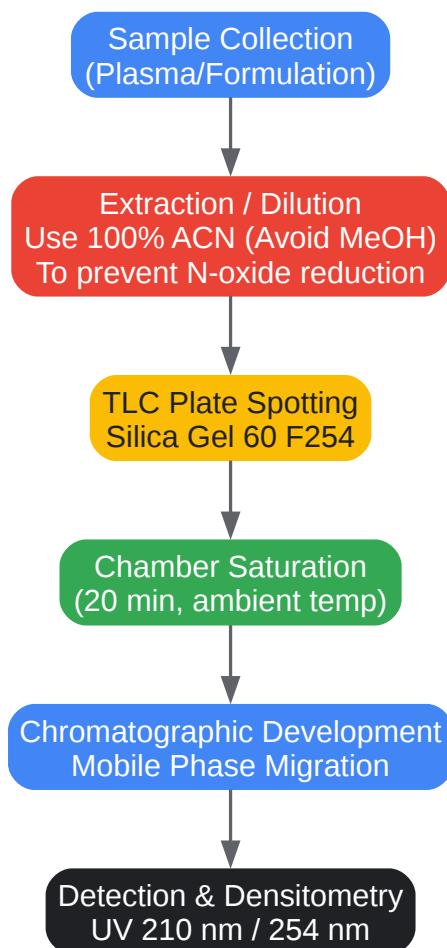 Sample Collection
(Plasma/Formulation)
Extraction / Dilution
Use 100% ACN (Avoid MeOH)
To prevent N-oxide reduction
TLC Plate Spotting
Silica Gel 60 F254
Chamber Saturation
(20 min, ambient temp)
Chromatographic Development
Mobile Phase Migration
Detection & Densitometry
UV 210 nm / 254 nm